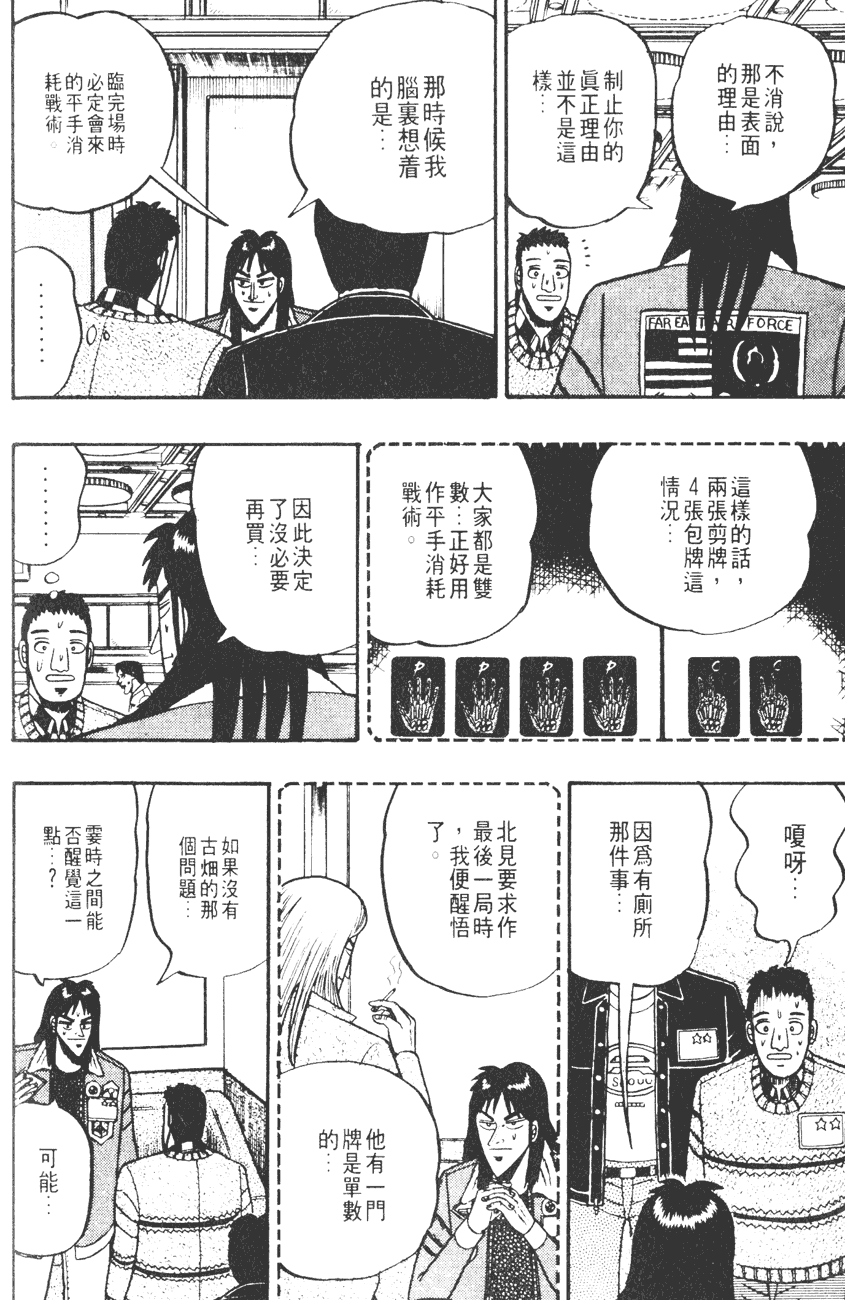 不消說，
那是表面
的理由…
制止你的
眞正理由
並不是這
樣…
FAR EAST
FORCE
那時候我
腦裏想着
的是…
臨完場時
必定會來
的平手消
耗戰術。
………
這樣的話，
兩張剪牌，
4張包牌這
情況…
大家都是雙
數…正好用
作平手消耗
戰術。
C
C
P
P
P
P
因此決定
了沒必要
再買…
………
嗄呀…
因爲有廁所
那件事…
北見要求作
最後一局時
，我便醒悟
了。
他有一門
牌是單數
的…
如果沒有
古畑的那
個問題…
霎時之間能
否醒覺這一
點…？
可能…